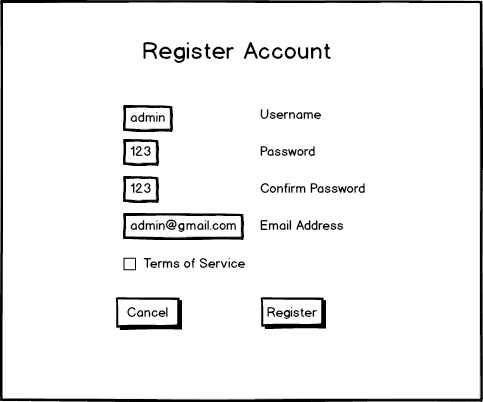 Register Account
admin Username
123 Password
123 Confirm Password
admin@gmail.com Email Address
Terms of Service
Cancel Register